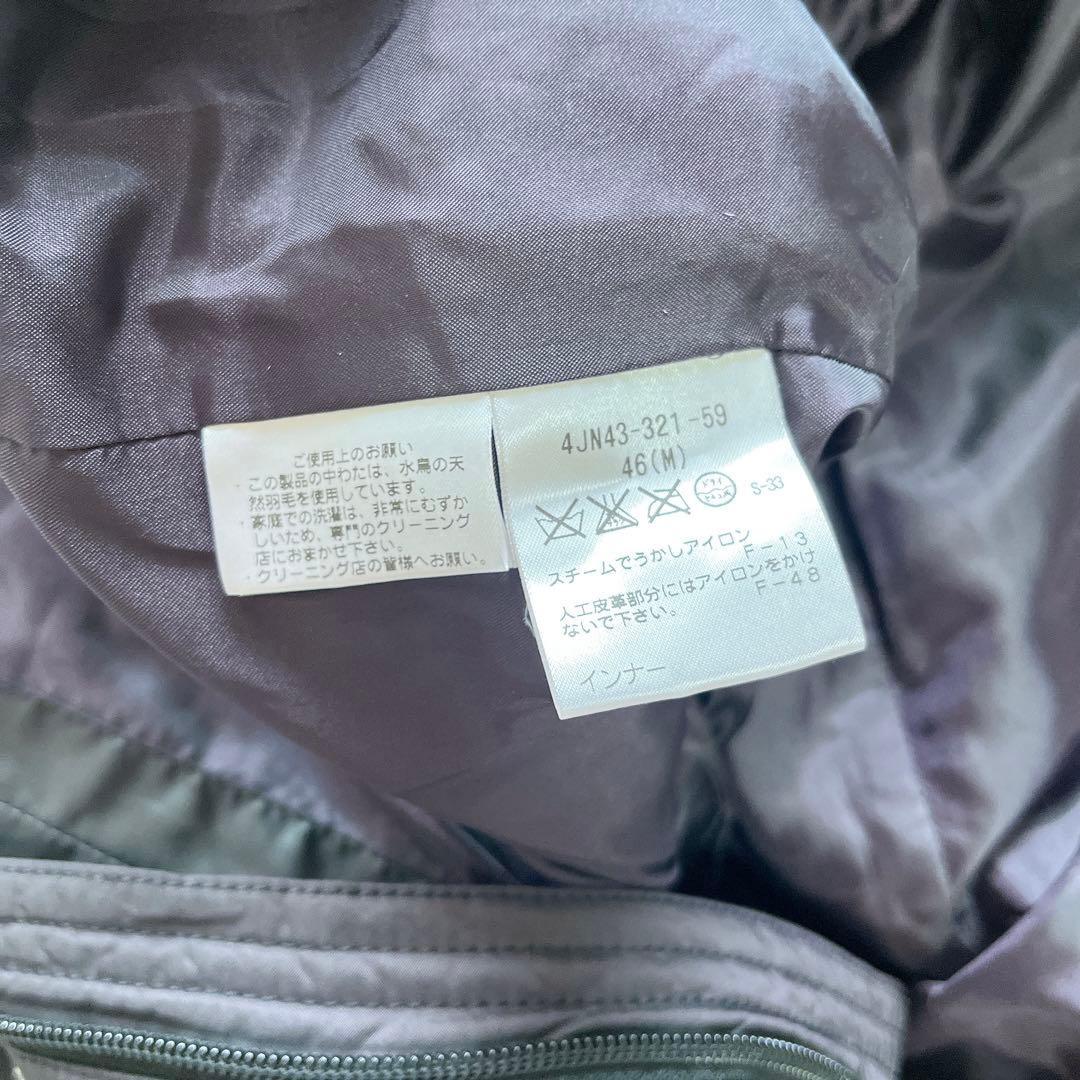 ご使用上のお願い
・この製品の中わたは、水鳥の天
然羽毛を使用しています。
・家庭での洗濯は、非常にむずか
しいため、専門のクリーニング
店におまかせ下さい。
・クリーニング店の皆様へお願い。
4JN43-321-59
46(M)
ドライ
セキユ系
S-33
スチームでうかしアイロン
F-13
人工皮革部分にはアイロンをかけ
ないで下さい。
F-48
インナー